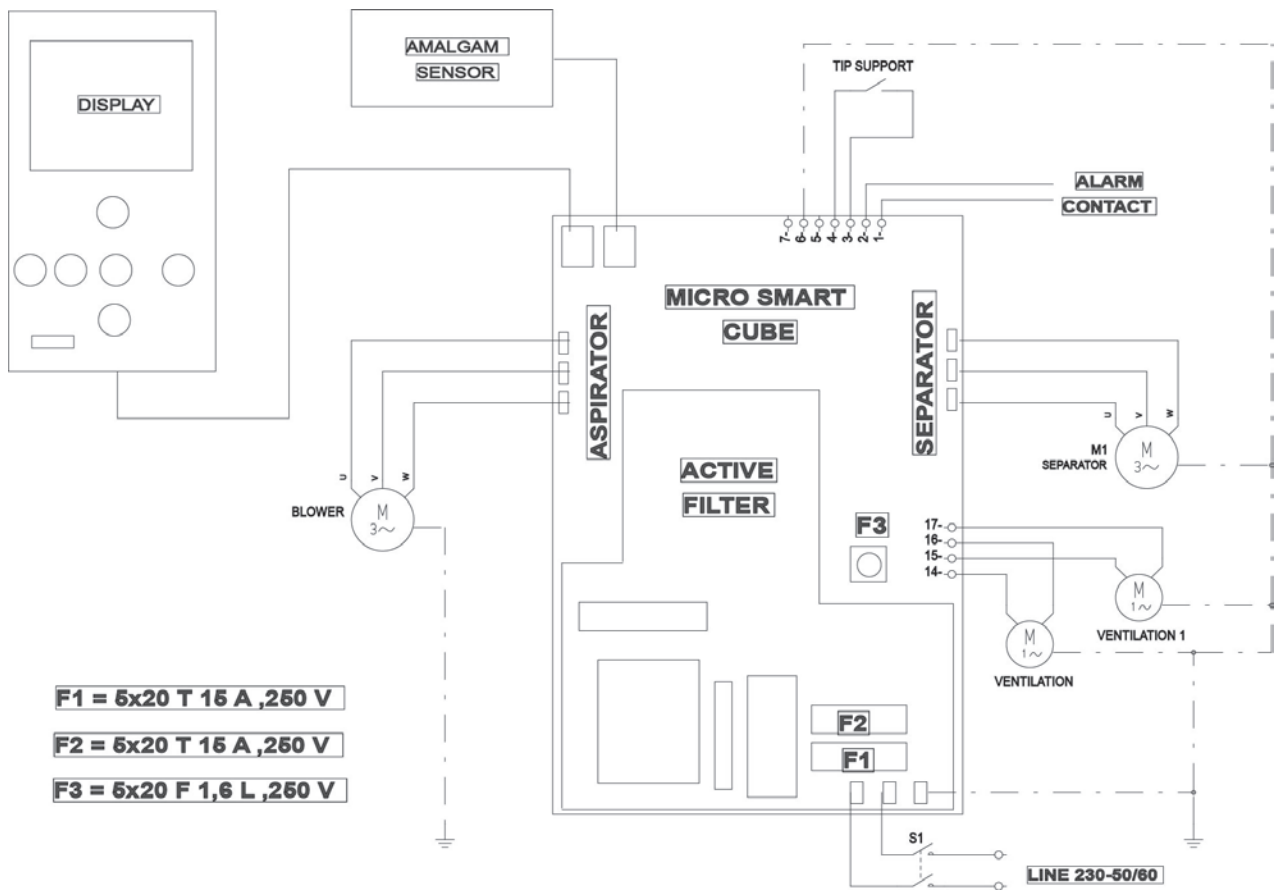 DISPLAY
AMALGAM
SENSOR
TIP SUPPORT
ALARM
CONTACT
7-
6-
5-
4-
3-
2-
1-
MICRO SMART
CUBE
ASPIRATOR
SEPARATOR
U
V
W
BLOWER
M
3~
U
V
W
M1
SEPARATOR
M
3~
ACTIVE
FILTER
F3
17-
16-
15-
14-
M
1~
VENTILATION 1
M
1~
VENTILATION
F1 = 5x20 T 15 A ,250 V
F2 = 5x20 T 15 A ,250 V
F3 = 5x20 F 1,6 L ,250 V
F2
F1
S1
LINE 230-50/60